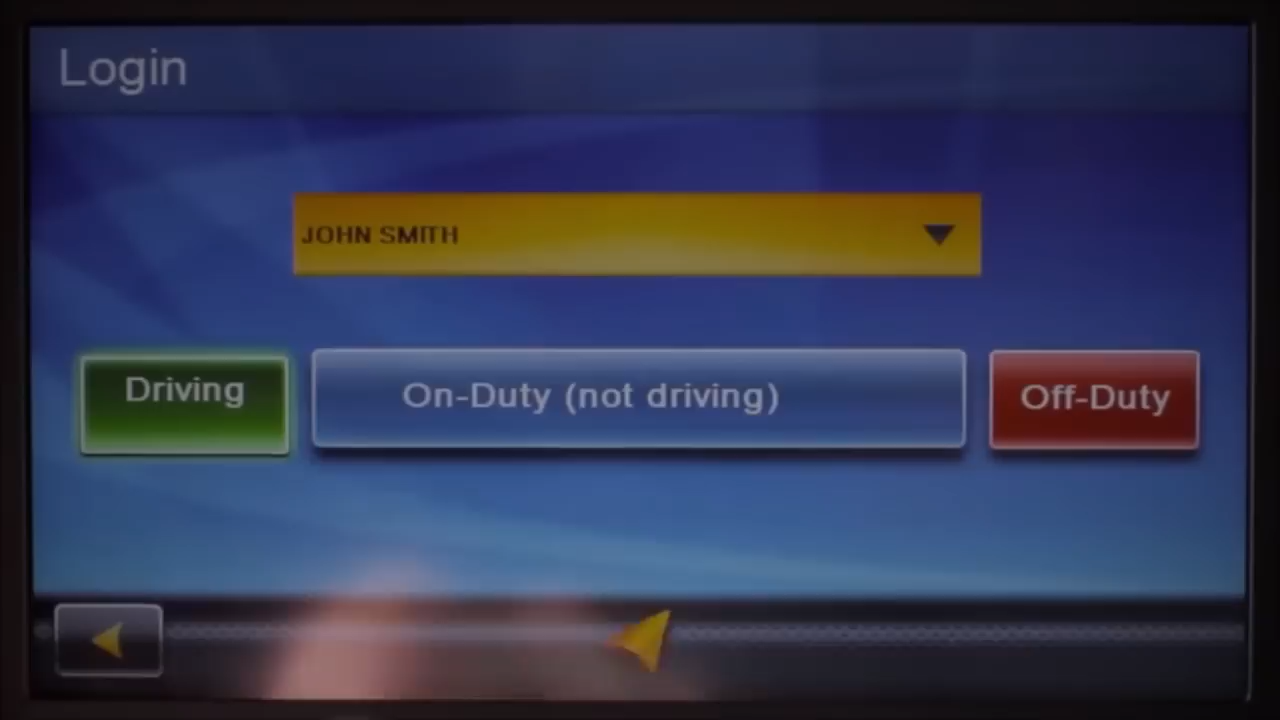 Login
JOHN SMITH
Driving
On-Duty (not driving)
Off-Duty